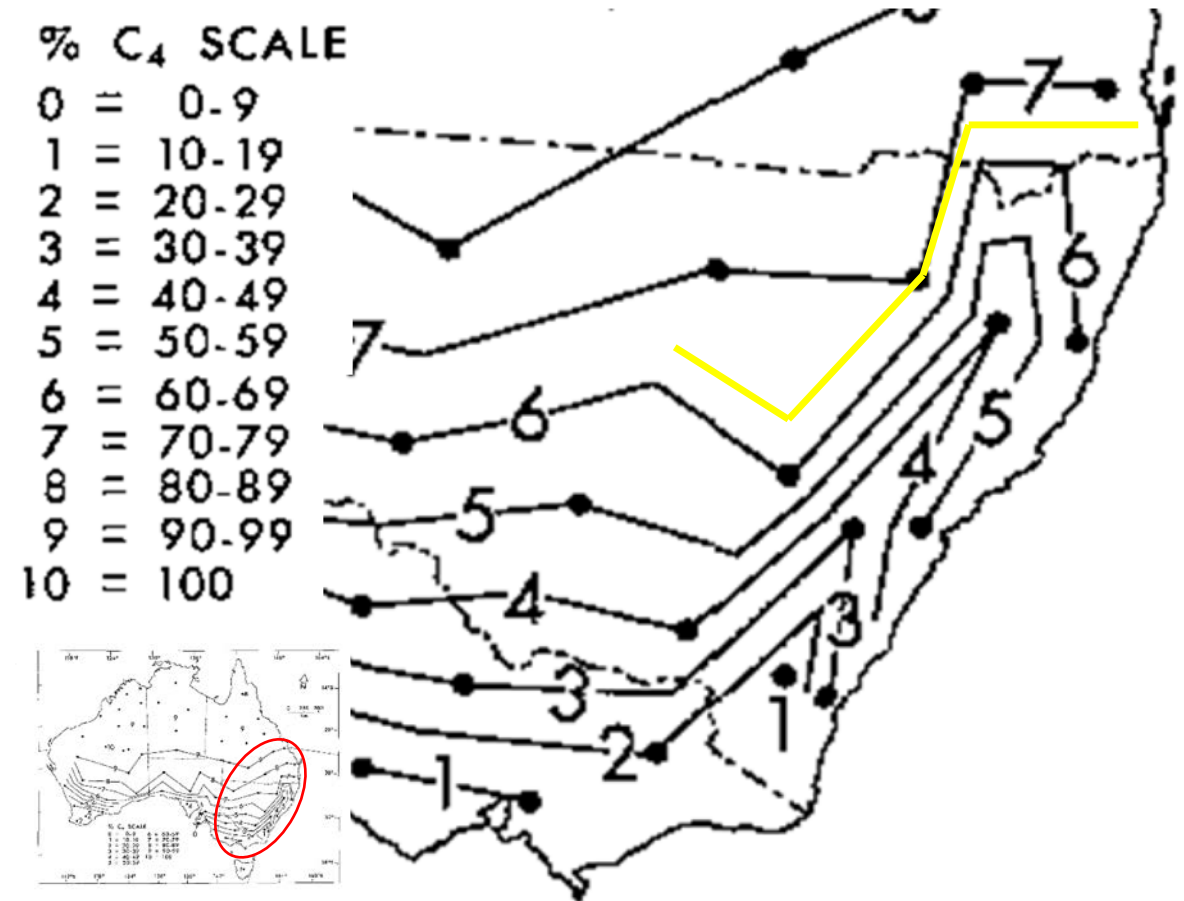 % C₄ SCALE
0 = 0-9
1 = 10-19
2 = 20-29
3 = 30-39
4 = 40-49
5 = 50-59
6 = 60-69
7 = 70-79
8 = 80-89
9 = 90-99
10 = 100
7
6
7
6
5
5
4
4
3
3
1
2
1
% C₄ SCALE